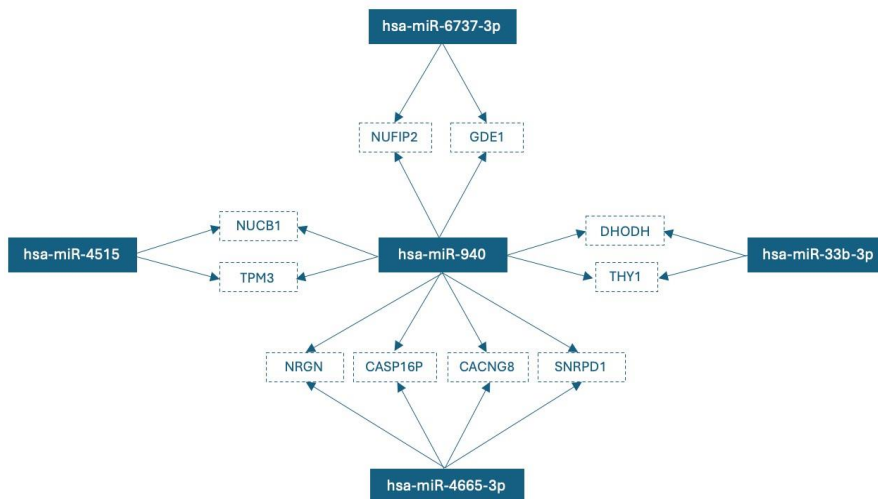 hsa-miR-6737-3p
NUFIP2
GDE1
NUCB1
DHODH
hsa-miR-4515
hsa-miR-940
hsa-miR-33b-3p
TPM3
THY1
NRGN
CASP16P
CACNG8
SNRPD1
hsa-miR-4665-3p